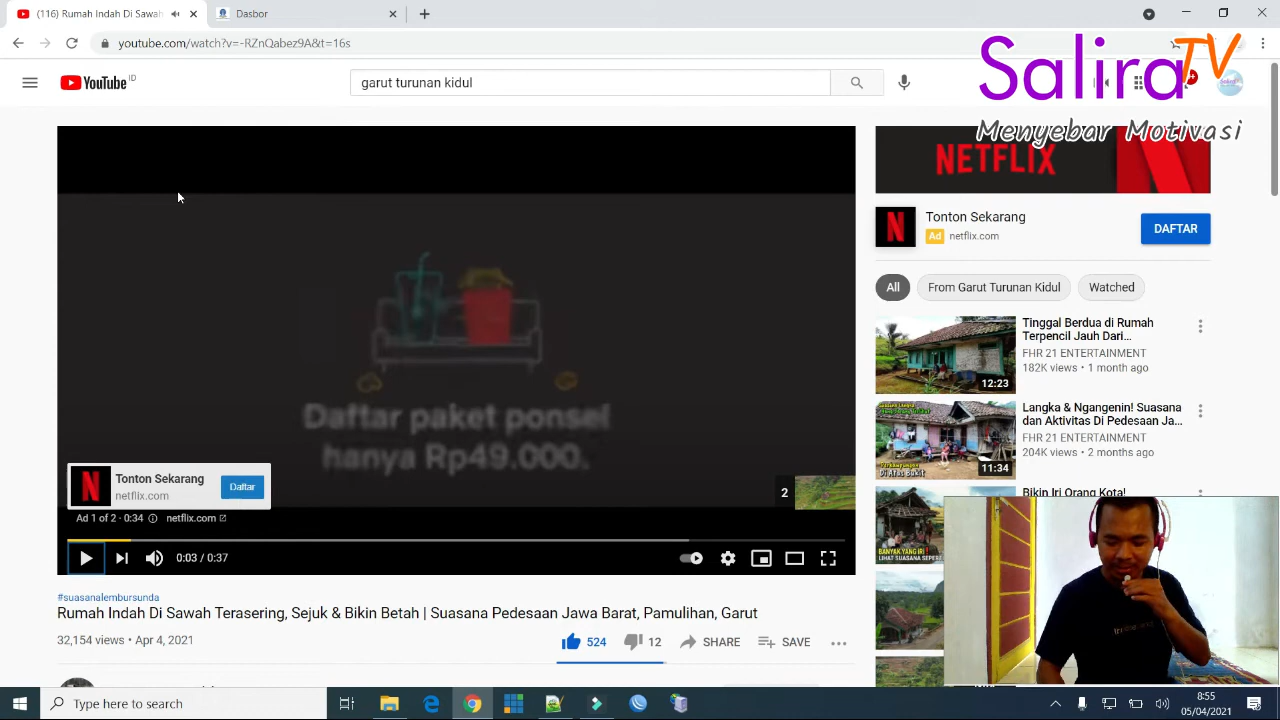 (116) Rumah Indah Di Sawah
Dasbor
youtube.com/watch?v=-RZnQabez9A&t=16s
SaliraTV
Menyebar Motivasi
YouTube ID
garut turunan kidul
NETFLIX
Tonton Sekarang
Ad netflix.com
DAFTAR
All
From Garut Turunan Kidul
Watched
Tinggal Berdua di Rumah
Terpencil Jauh Dari...
FHR 21 ENTERTAINMENT
182K views • 1 month ago
12:23
Langka & Ngangenin! Suasana
dan Aktivitas Di Pedesaan Ja...
FHR 21 ENTERTAINMENT
204K views • 2 months ago
11:34
Bikin Iri Orang Kota!
BANYAK YANG IRI
LIHAT SUASANA SEPERTI
Tonton Sekarang
netflix.com
Daftar
2
Ad 1 of 2 · 0:34 netflix.com
0:03 / 0:37
#suasanalembursunda
Rumah Indah Di Sawah Terasering, Sejuk & Bikin Betah | Suasana Pedesaan Jawa Barat, Pamulihan, Garut
32,154 views • Apr 4, 2021
524
12
SHARE
SAVE
Type here to search
8:55
05/04/2021